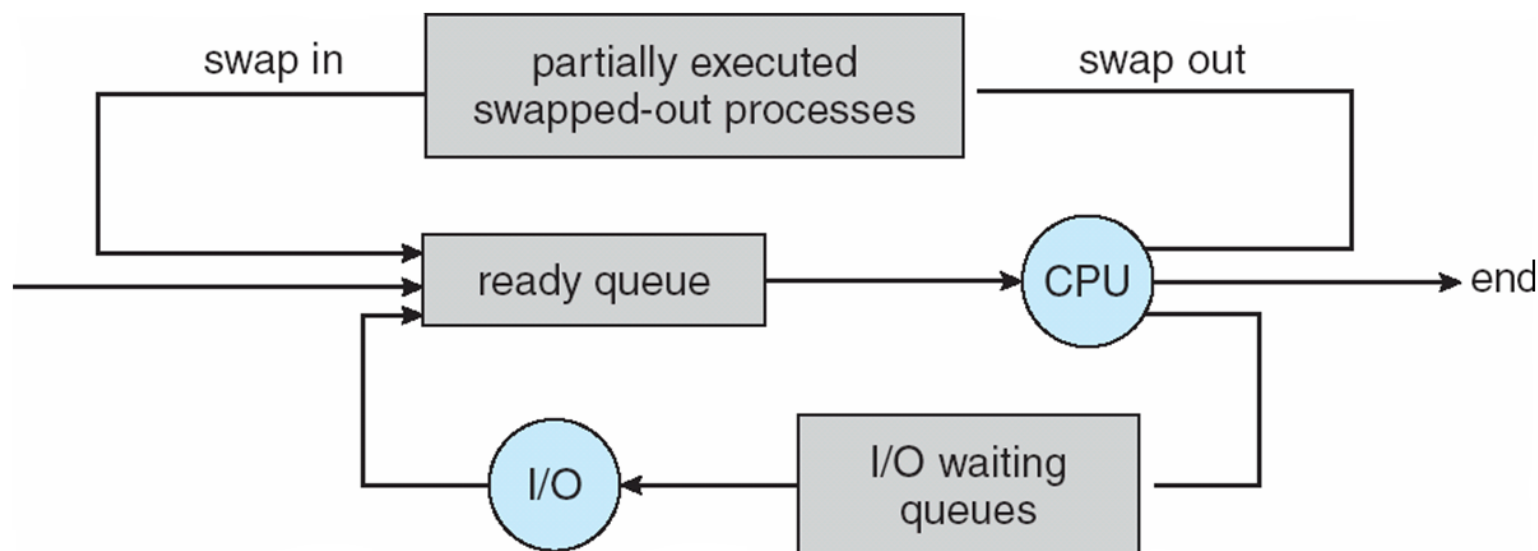 swap in
partially executed
swapped-out processes
swap out
ready queue
CPU
end
I/O
I/O waiting
queues